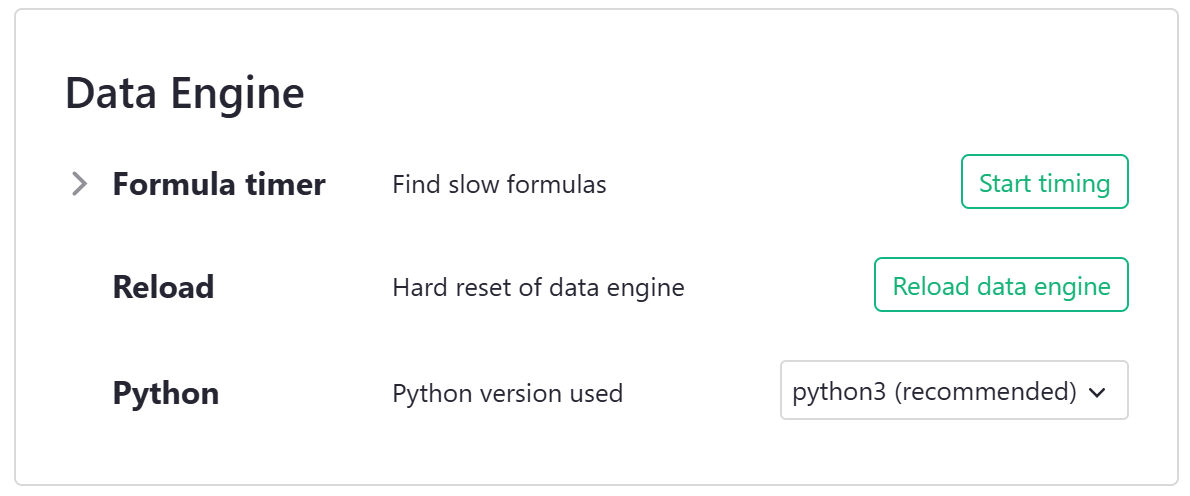 Data Engine
Formula timer Find slow formulas Start timing
Reload Hard reset of data engine Reload data engine
Python Python version used python3 (recommended)